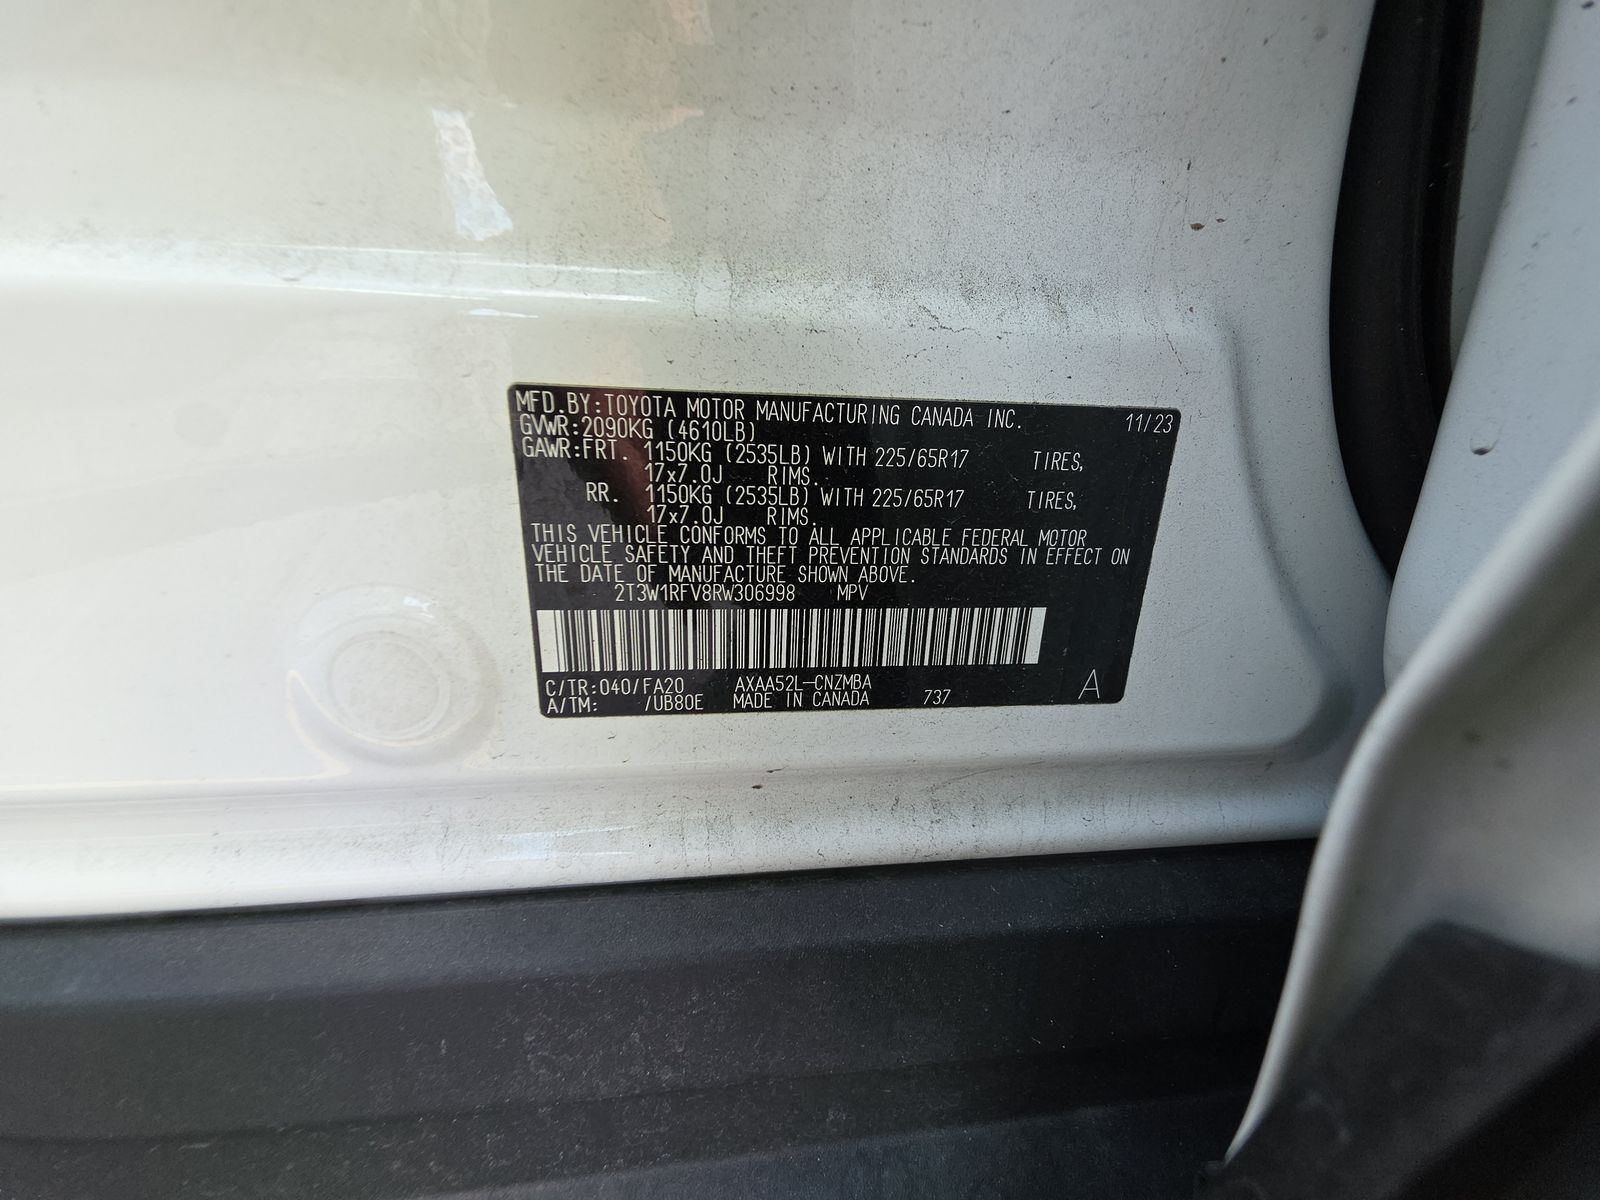 MFD.BY:TOYOTA MOTOR MANUFACTURING CANADA INC. 11/23
GVWR:2090KG (4610LB)
GAWR:FRT. 1150KG (2535LB) WITH 225/65R17 TIRES,
17x7.0J RIMS.
RR. 1150KG (2535LB) WITH 225/65R17 TIRES,
17x7.0J RIMS.
THIS VEHICLE CONFORMS TO ALL APPLICABLE FEDERAL MOTOR
VEHICLE SAFETY AND THEFT PREVENTION STANDARDS IN EFFECT ON
THE DATE OF MANUFACTURE SHOWN ABOVE.
2T3W1RFV8RW306998 MPV
C/TR:040/FA20 AXAA52L-CNZMBA
A/TM: /UB80E MADE IN CANADA 737 A